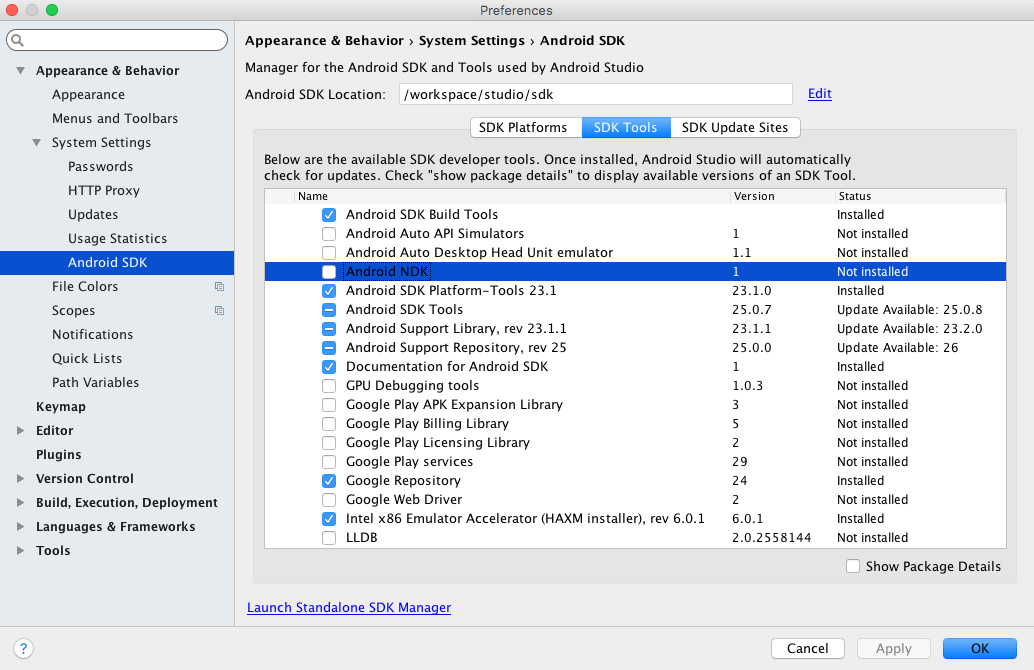 Preferences
Appearance & Behavior › System Settings › Android SDK
Manager for the Android SDK and Tools used by Android Studio
Android SDK Location: /workspace/studio/sdk Edit
Appearance & Behavior
Appearance
Menus and Toolbars
System Settings
Passwords
HTTP Proxy
Updates
Usage Statistics
Android SDK
File Colors
Scopes
Notifications
Quick Lists
Path Variables
Keymap
Editor
Plugins
Version Control
Build, Execution, Deployment
Languages & Frameworks
Tools
SDK Platforms SDK Tools SDK Update Sites
Below are the available SDK developer tools. Once installed, Android Studio will automatically
check for updates. Check "show package details" to display available versions of an SDK Tool.
Name Version Status
Android SDK Build Tools Installed
Android Auto API Simulators 1 Not installed
Android Auto Desktop Head Unit emulator 1.1 Not installed
Android NDK 1 Not installed
Android SDK Platform-Tools 23.1 23.1.0 Installed
Android SDK Tools 25.0.7 Update Available: 25.0.8
Android Support Library, rev 23.1.1 23.1.1 Update Available: 23.2.0
Android Support Repository, rev 25 25.0.0 Update Available: 26
Documentation for Android SDK 1 Installed
GPU Debugging tools 1.0.3 Not installed
Google Play APK Expansion Library 3 Not installed
Google Play Billing Library 5 Not installed
Google Play Licensing Library 2 Not installed
Google Play services 29 Not installed
Google Repository 24 Installed
Google Web Driver 2 Not installed
Intel x86 Emulator Accelerator (HAXM installer), rev 6.0.1 6.0.1 Installed
LLDB 2.0.2558144 Not installed
Show Package Details
Launch Standalone SDK Manager
? Cancel Apply OK